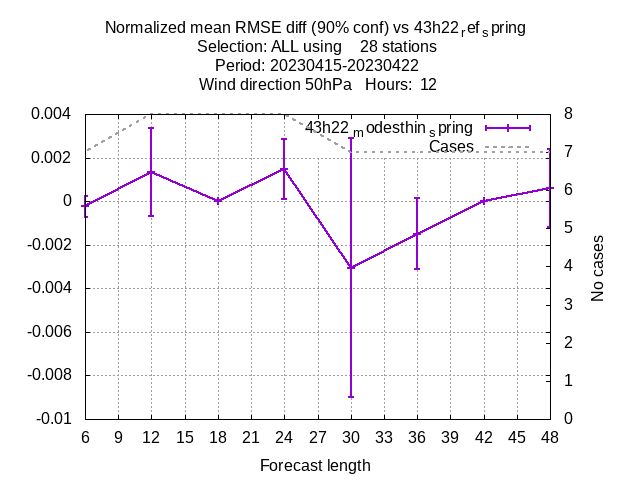 Normalized mean RMSE diff (90% conf) vs 43h22refspring
Selection: ALL using 28 stations
Period: 20230415-20230422
Wind direction 50hPa Hours: 12
43h22modesthinspring
Cases
0.004
0.002
0
-0.002
-0.004
-0.006
-0.008
-0.01
8
7
6
5
4
3
2
1
0
No cases
6 9 12 15 18 21 24 27 30 33 36 39 42 45 48
Forecast length